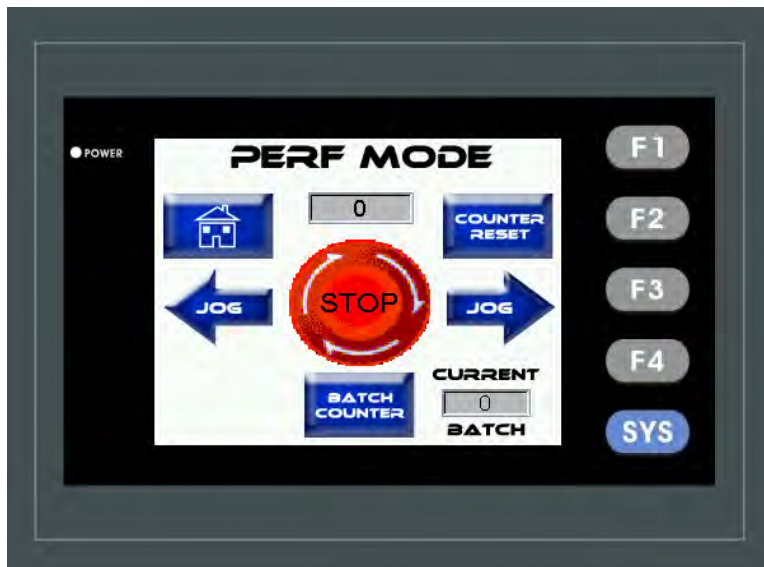 POWER
PERF MODE
F1
0
COUNTER
RESET
F2
JOG
STOP
JOG
F3
CURRENT
F4
BATCH
COUNTER
0
BATCH
SYS